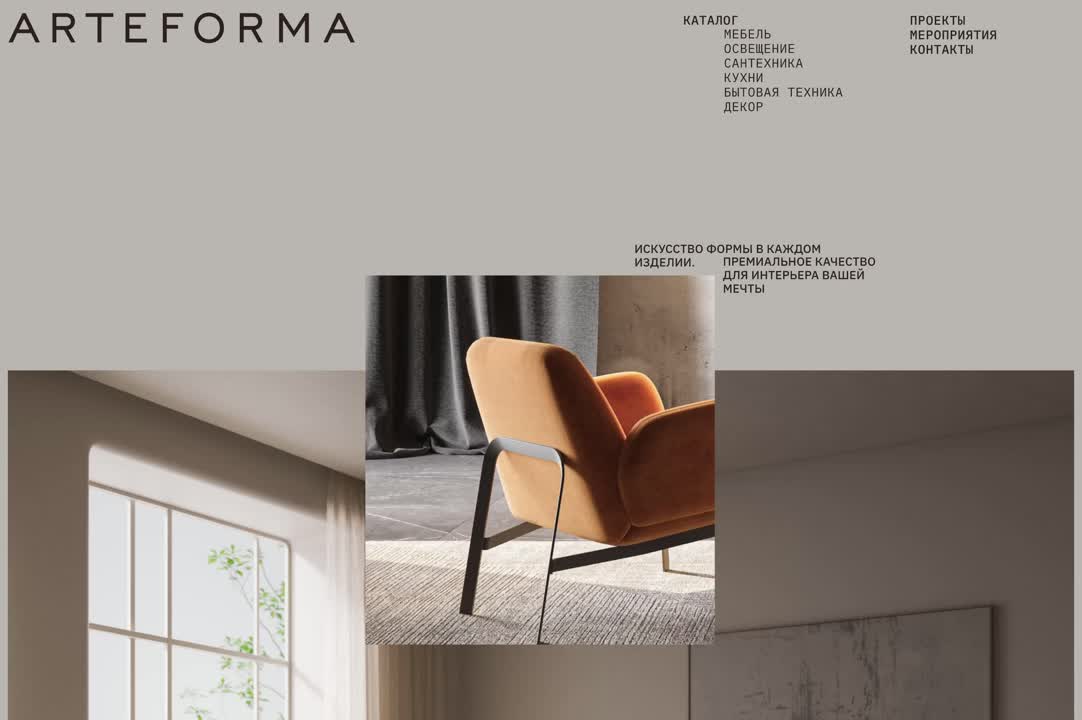 ARTEFORMA
КАТАЛОГ
МЕБЕЛЬ
ОСВЕЩЕНИЕ
САНТЕХНИКА
КУХНИ
БЫТОВАЯ ТЕХНИКА
ДЕКОР
ПРОЕКТЫ
МЕРОПРИЯТИЯ
КОНТАКТЫ
ИСКУССТВО ФОРМЫ В КАЖДОМ
ИЗДЕЛИИ.
ПРЕМИАЛЬНОЕ КАЧЕСТВО
ДЛЯ ИНТЕРЬЕРА ВАШЕЙ
МЕЧТЫ